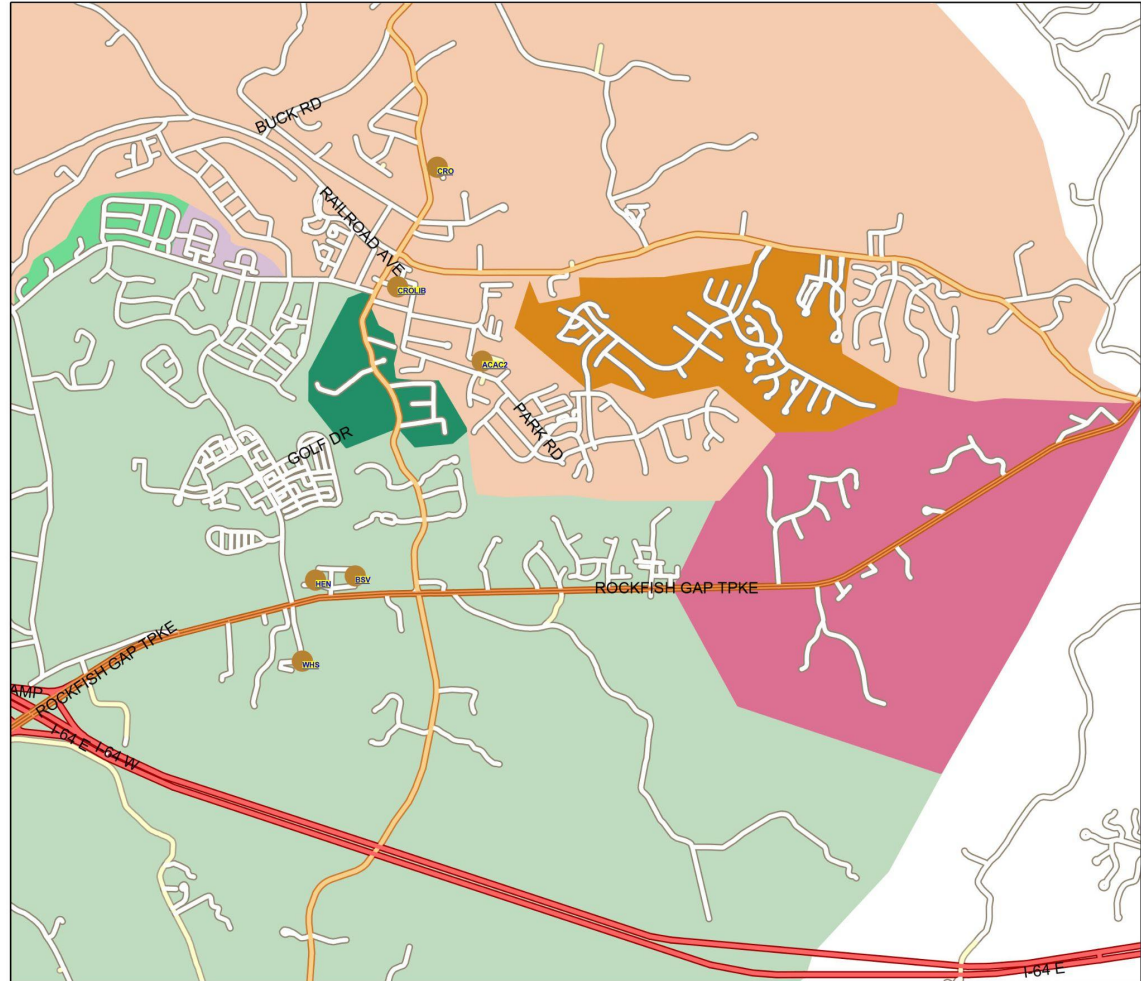 BUCK RD
CRO
RAILROAD AVE
CROLIB
ACAC2
PARK RD
GOLF DR
HEN
BSV
ROCKFISH GAP TPKE
ROCKFISH GAP TPKE
WHS
AMP
I-64 E
I-64 W
I-64 E